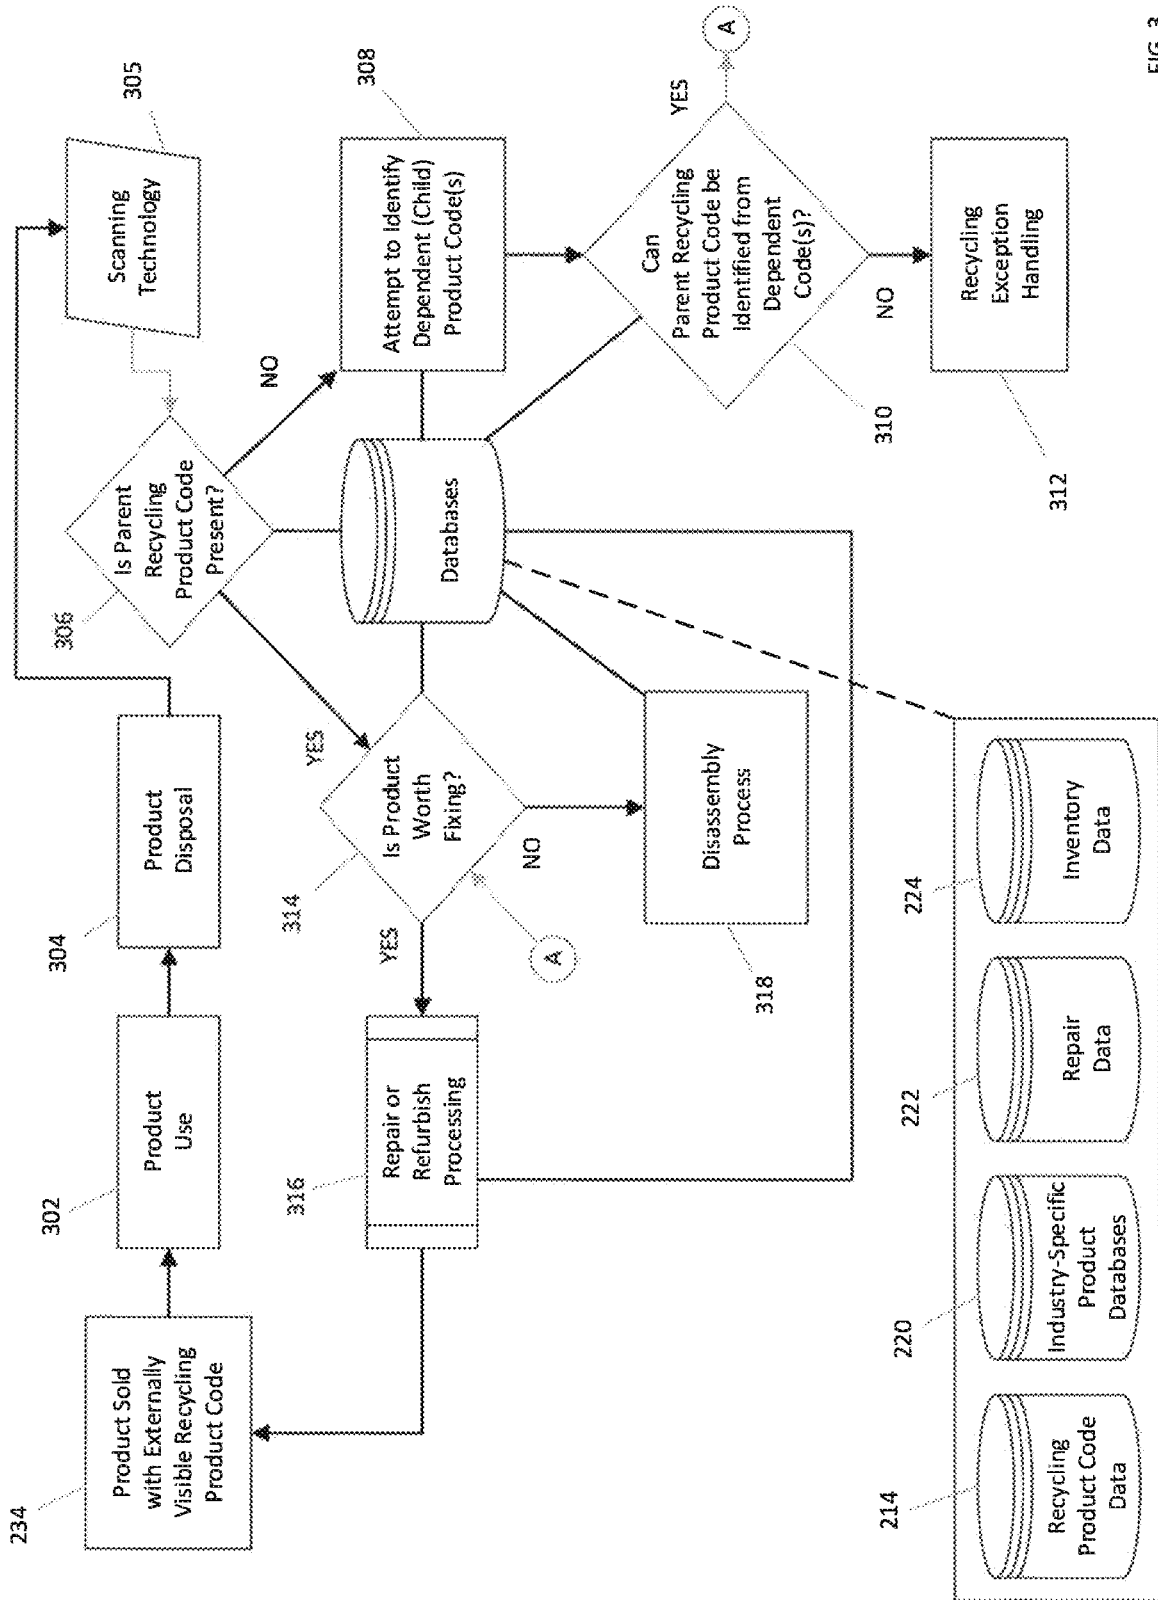 234
Product Sold
with Externally
Visible Recycling
Product Code
302
Product
Use
304
Product
Disposal
305
Scanning
Technology
306
Is Parent
Recycling
Product Code
Present?
YES
NO
308
Attempt to Identify
Dependent (Child)
Product Code(s)
314
Is Product
Worth
Fixing?
YES
NO
316
Repair or
Refurbish
Processing
Databases
A
318
Disassembly
Process
310
Can
Parent Recycling
Product Code be
Identified from
Dependent
Code(s)?
YES
A
NO
312
Recycling
Exception
Handling
214
Recycling
Product Code
Data
220
Industry-Specific
Product
Databases
222
Repair
Data
224
Inventory
Data
FIG. 3